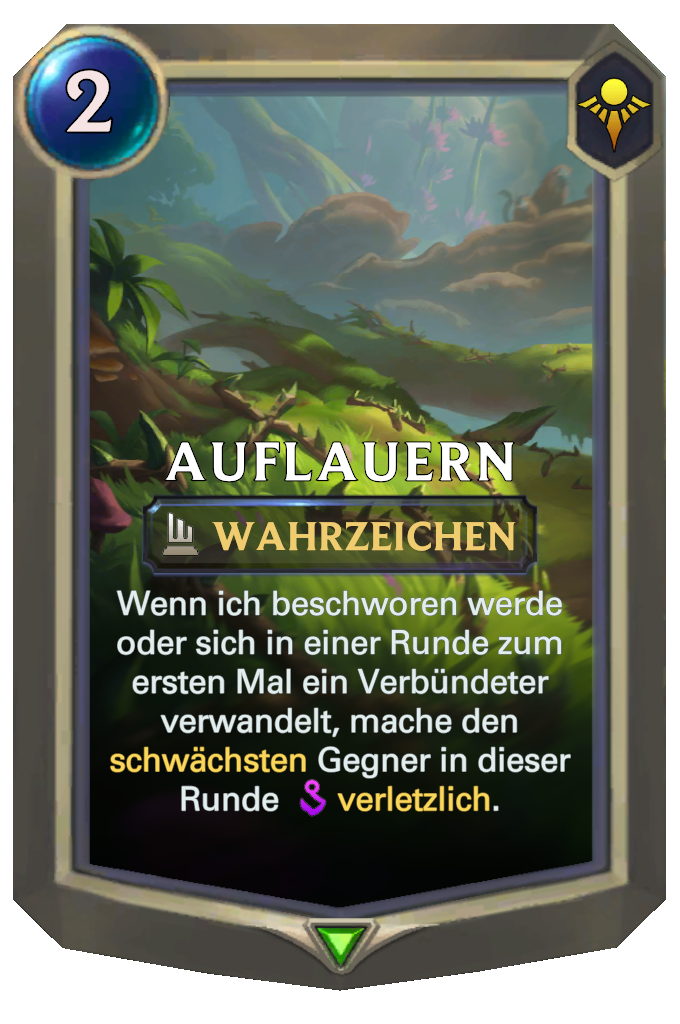 2
AUFLAUERN
WAHRZEICHEN
Wenn ich beschworen werde
oder sich in einer Runde zum
ersten Mal ein Verbündeter
verwandelt, mache den
schwächsten Gegner in dieser
Runde verletzlich.